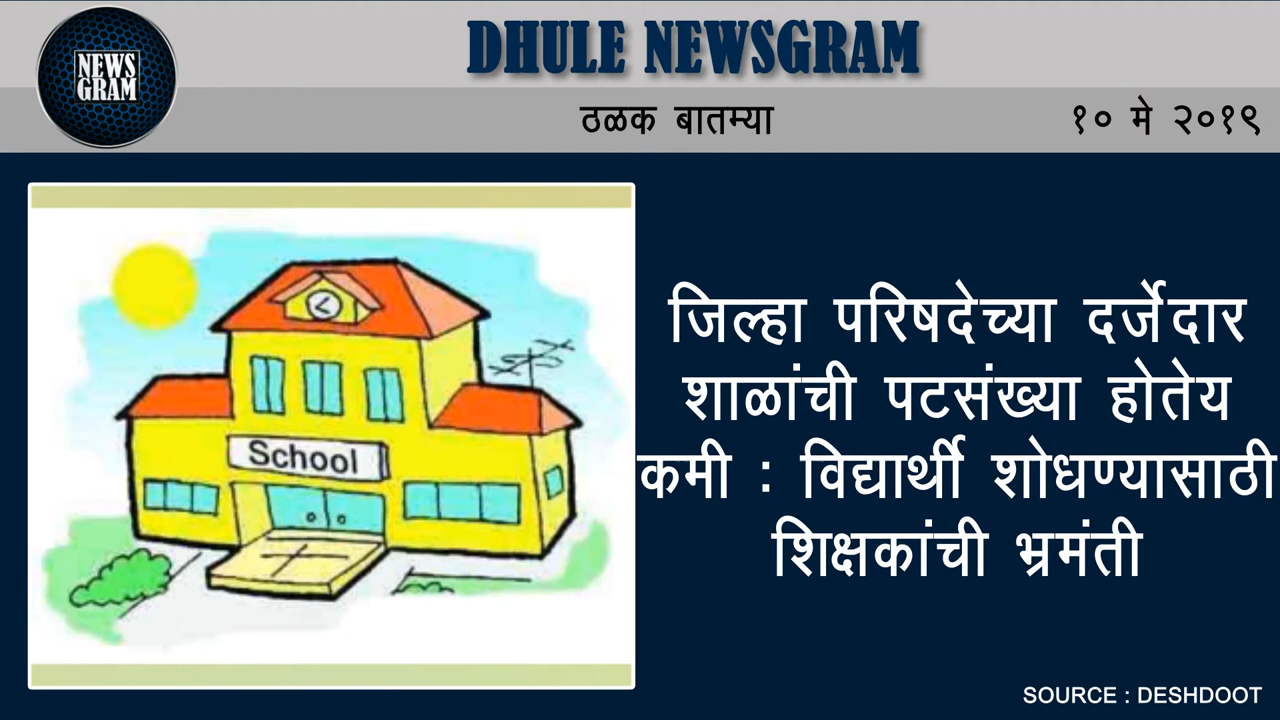 NEWS
GRAM
DHULE NEWSGRAM
ठळक बातम्या
१० मे २०१९
School
जिल्हा परिषदेच्या दर्जेदार
शाळांची पटसंख्या होतेय
कमी : विद्यार्थी शोधण्यासाठी
शिक्षकांची भ्रमंती
SOURCE : DESHDOOT